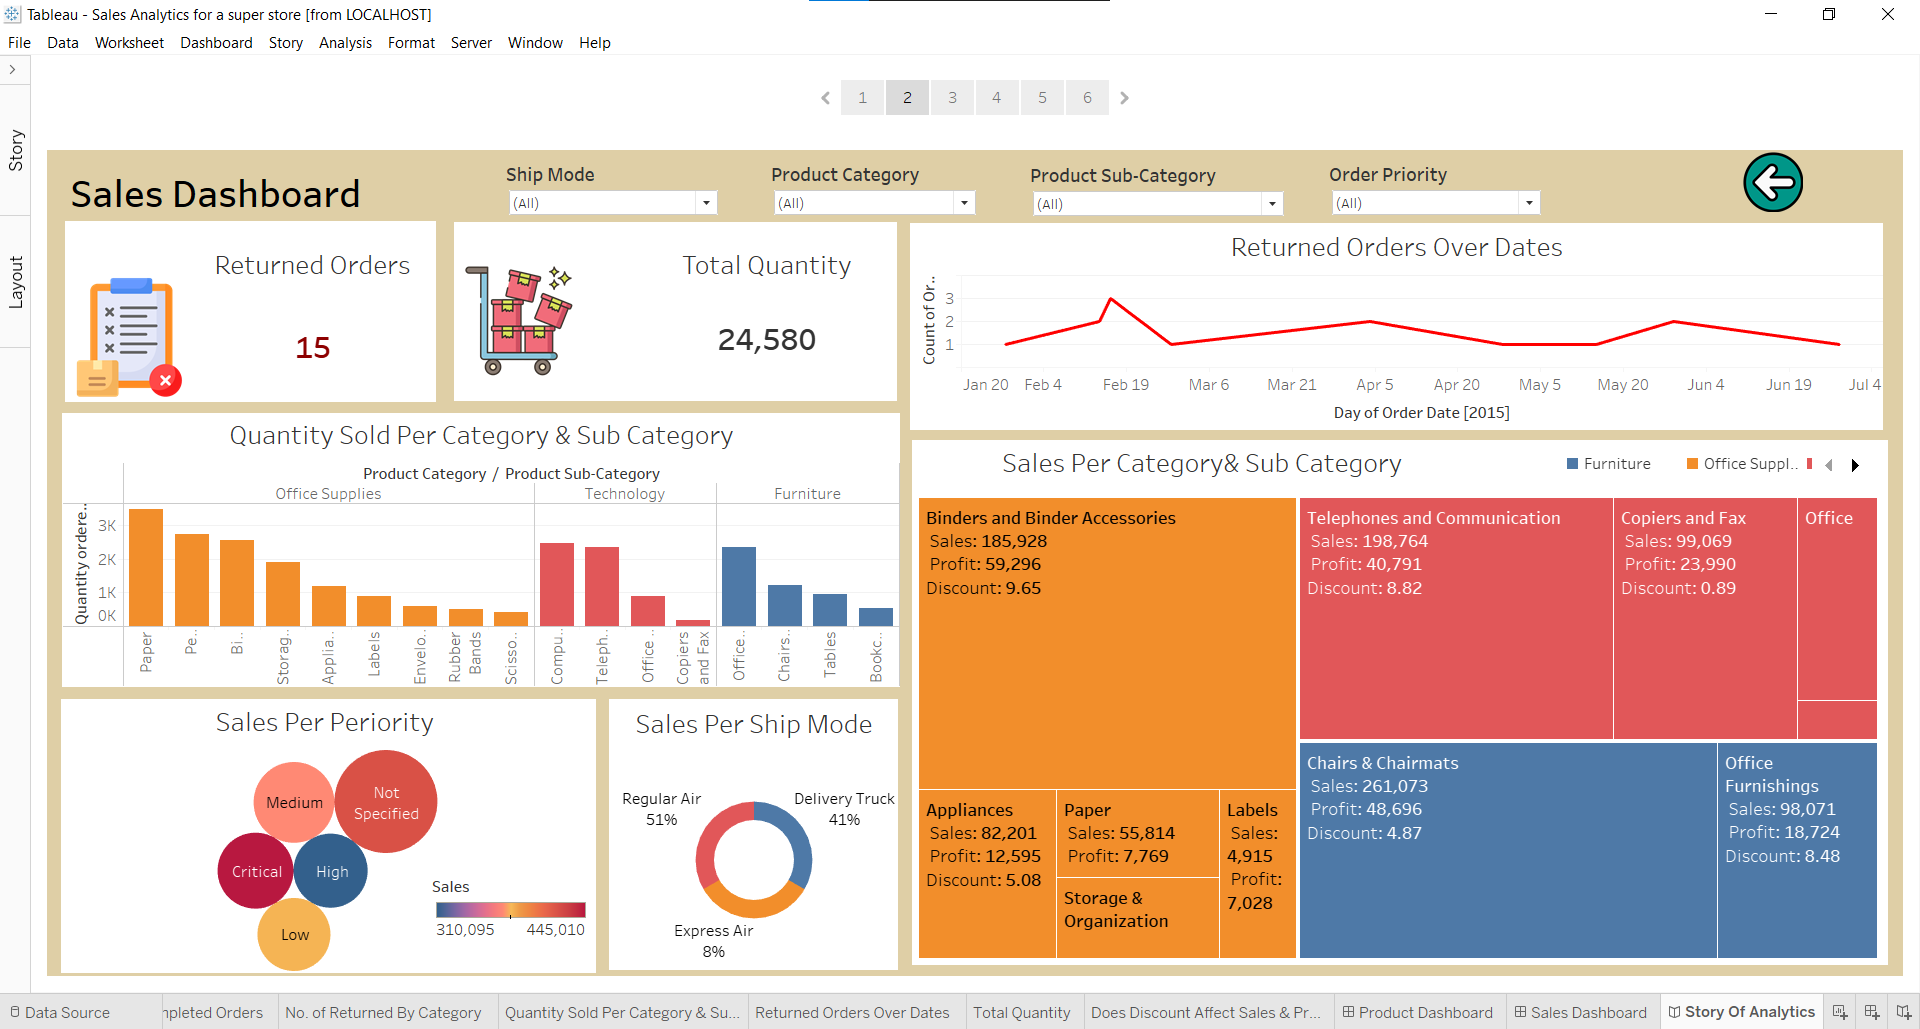 Tableau - Sales Analytics for a super store [from LOCALHOST]
File Data Worksheet Dashboard Story Analysis Format Server Window Help
Story
Layout
1 2 3 4 5 6
Sales Dashboard
Ship Mode
(All)
Product Category
(All)
Product Sub-Category
(All)
Order Priority
(All)
Returned Orders
15
Total Quantity
24,580
Returned Orders Over Dates
Count of Or..
3
2
1
Jan 20 Feb 4 Feb 19 Mar 6 Mar 21 Apr 5 Apr 20 May 5 May 20 Jun 4 Jun 19 Jul 4
Day of Order Date [2015]
Quantity Sold Per Category & Sub Category
Product Category / Product Sub-Category
Office Supplies Technology Furniture
Quantity ordere..
3K
2K
1K
0K
Paper
Pe..
Bi..
Storag..
Applia..
Labels
Envelo..
Rubber
Bands
Scisso..
Compu..
Teleph..
Office ..
Copiers
and Fax
Office..
Chairs..
Tables
Bookc..
Sales Per Category& Sub Category
Furniture Office Suppl..
Binders and Binder Accessories
Sales: 185,928
Profit: 59,296
Discount: 9.65
Telephones and Communication
Sales: 198,764
Profit: 40,791
Discount: 8.82
Copiers and Fax
Sales: 99,069
Profit: 23,990
Discount: 0.89
Office
Appliances
Sales: 82,201
Profit: 12,595
Discount: 5.08
Paper
Sales: 55,814
Profit: 7,769
Storage &
Organization
Labels
Sales:
4,915
Profit:
7,028
Chairs & Chairmats
Sales: 261,073
Profit: 48,696
Discount: 4.87
Office
Furnishings
Sales: 98,071
Profit: 18,724
Discount: 8.48
Sales Per Periority
Medium
Not
Specified
Critical
High
Low
Sales
310,095 445,010
Sales Per Ship Mode
Regular Air
51%
Delivery Truck
41%
Express Air
8%
Data Source npleted Orders No. of Returned By Category Quantity Sold Per Category & Su... Returned Orders Over Dates Total Quantity Does Discount Affect Sales & Pr... Product Dashboard Sales Dashboard Story Of Analytics